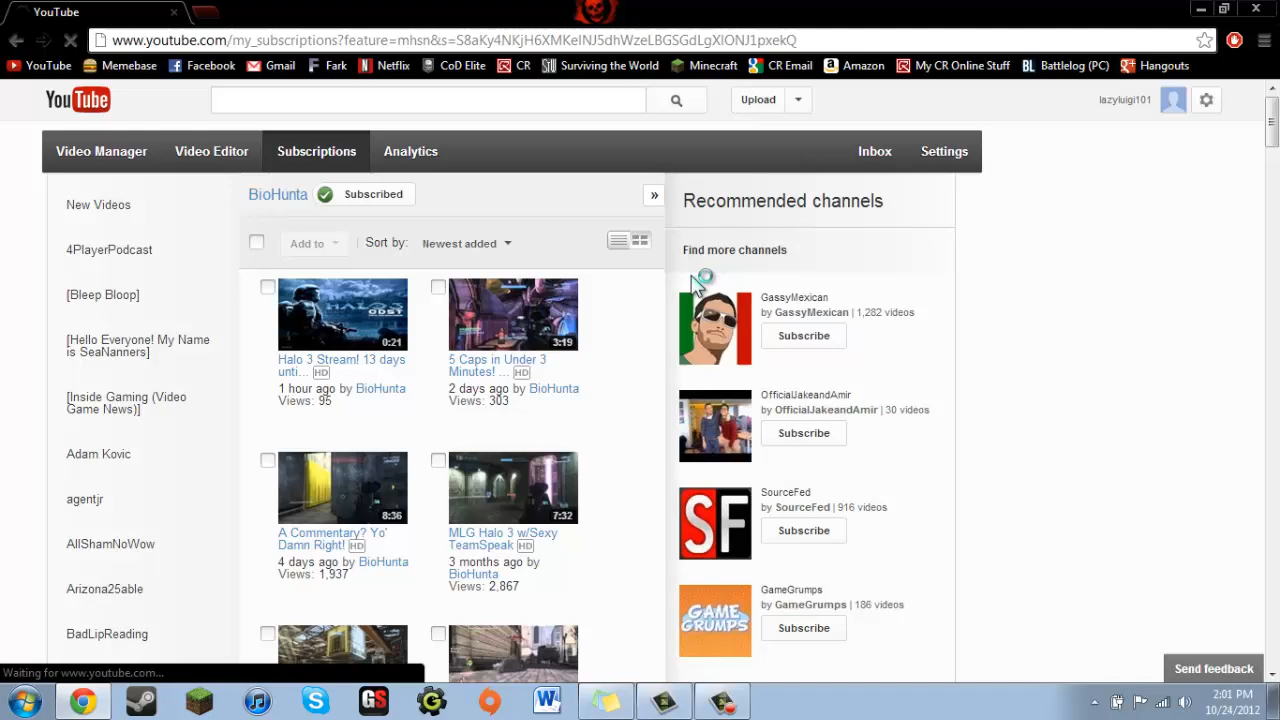 YouTube
www.youtube.com/my_subscriptions?feature=mhsn&s=S8aKy4NKjH6XMKeINJ5dhWzeLBGSGdLgXlONJ1pxekQ
YouTube Memebase Facebook Gmail Fark Netflix CoD Elite CR Surviving the World Minecraft CR Email Amazon My CR Online Stuff Battlelog (PC) Hangouts
YouTube Upload lazyluigi101
Video Manager Video Editor Subscriptions Analytics Inbox Settings
New Videos
4PlayerPodcast
[Bleep Bloop]
[Hello Everyone! My Name
is SeaNanners]
[Inside Gaming (Video
Game News)]
Adam Kovic
agentjr
AllShamNoWow
Arizona25able
BadLipReading
BioHunta Subscribed »
Add to Sort by: Newest added
HALO
ODST
0:21
Halo 3 Stream! 13 days
unti... HD
1 hour ago by BioHunta
Views: 95
3:19
5 Caps in Under 3
Minutes! ... HD
2 days ago by BioHunta
Views: 303
8:36
A Commentary? Yo'
Damn Right! HD
4 days ago by BioHunta
Views: 1,937
7:32
MLG Halo 3 w/Sexy
TeamSpeak HD
3 months ago by
BioHunta
Views: 2,867
Recommended channels
Find more channels
GassyMexican
by GassyMexican | 1,282 videos
Subscribe
OfficialJakeandAmir
by OfficialJakeandAmir | 30 videos
Subscribe
SF
SourceFed
by SourceFed | 916 videos
Subscribe
GAME
GRUMPS
GameGrumps
by GameGrumps | 186 videos
Subscribe
Send feedback
Waiting for www.youtube.com...
GS
W
2:01 PM
10/24/2012